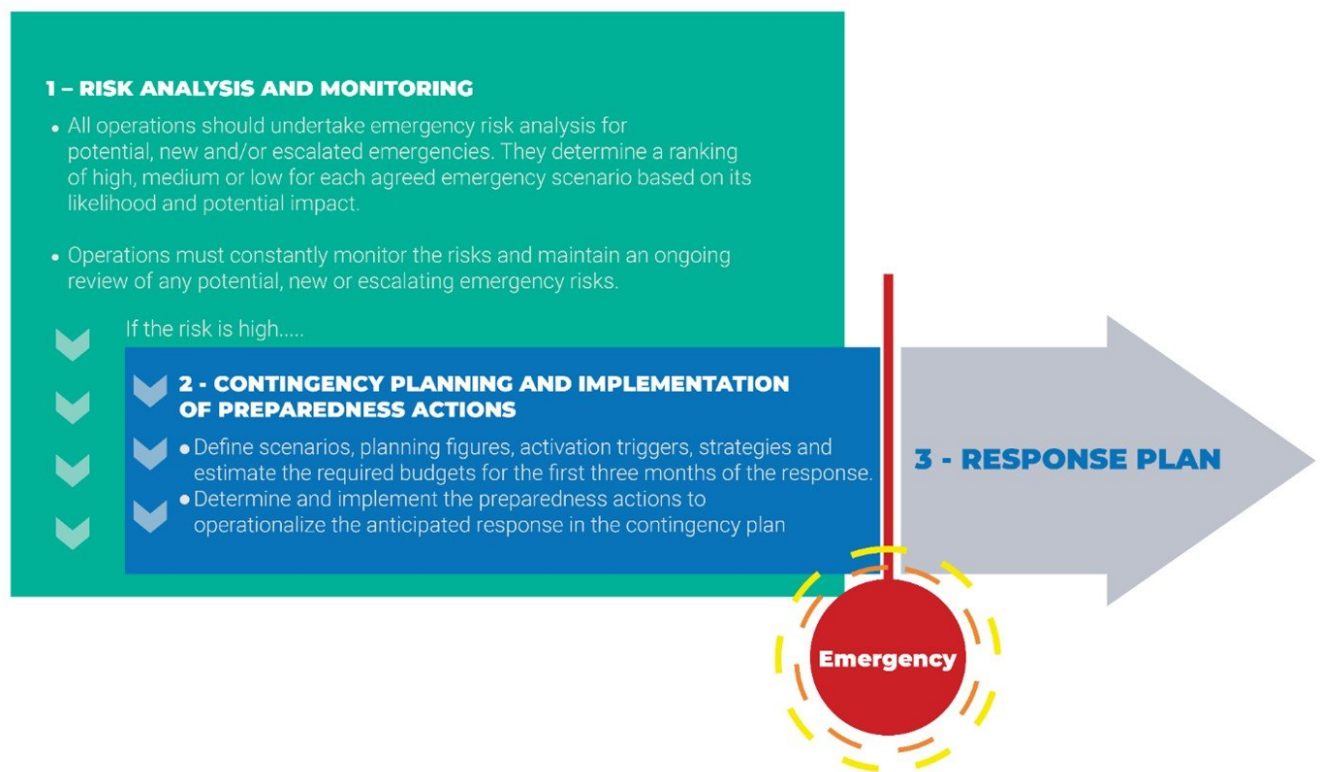 1 – RISK ANALYSIS AND MONITORING
• All operations should undertake emergency risk analysis for
potential, new and/or escalated emergencies. They determine a ranking
of high, medium or low for each agreed emergency scenario based on its
likelihood and potential impact.
• Operations must constantly monitor the risks and maintain an ongoing
review of any potential, new or escalating emergency risks.
If the risk is high.....
2 - CONTINGENCY PLANNING AND IMPLEMENTATION
OF PREPAREDNESS ACTIONS
• Define scenarios, planning figures, activation triggers, strategies and
estimate the required budgets for the first three months of the response.
• Determine and implement the preparedness actions to
operationalize the anticipated response in the contingency plan
3 - RESPONSE PLAN
Emergency